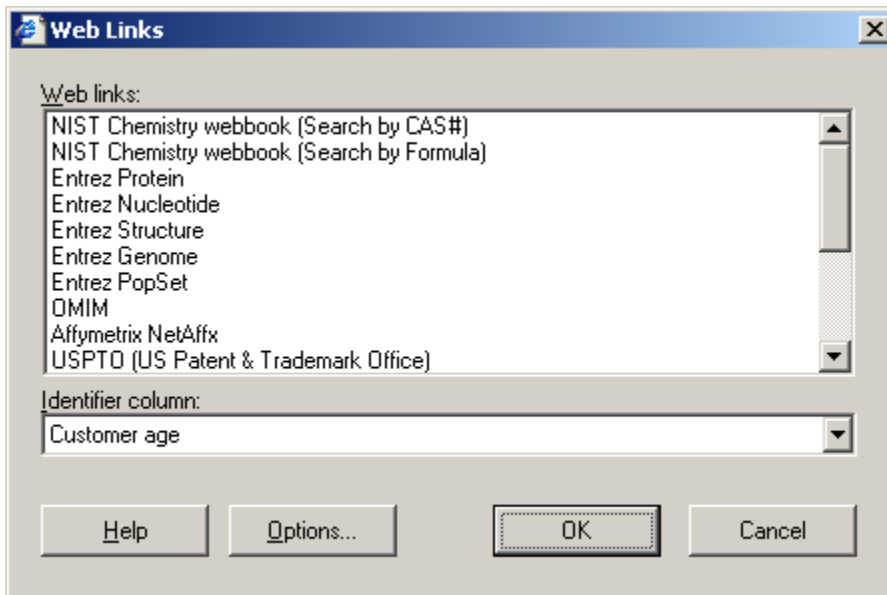 Web Links
Web links:
NIST Chemistry webbook (Search by CAS#)
NIST Chemistry webbook (Search by Formula)
Entrez Protein
Entrez Nucleotide
Entrez Structure
Entrez Genome
Entrez PopSet
OMIM
Affymetrix NetAffx
USPTO (US Patent & Trademark Office)
Identifier column:
Customer age
Help Options... OK Cancel